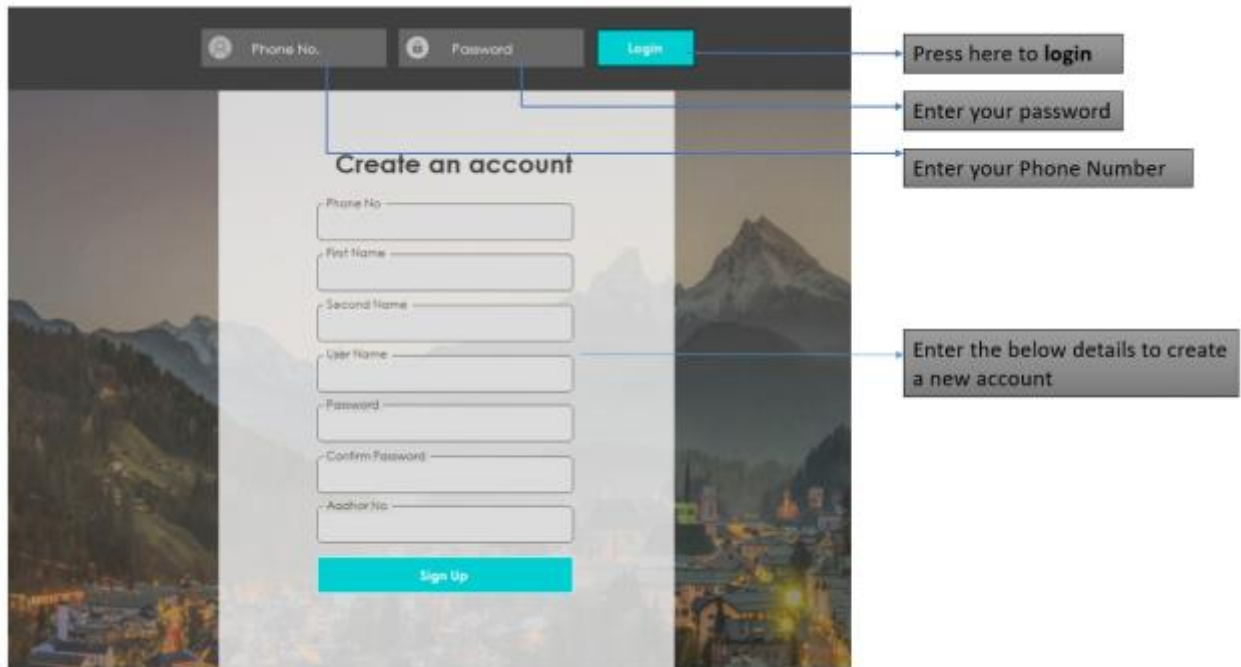 Phone No.
Password
Login
Press here to login
Enter your password
Enter your Phone Number
Create an account
Phone No
First Name
Second Name
User Name
Password
Confirm Password
Aadhar No
Sign Up
Enter the below details to create
a new account